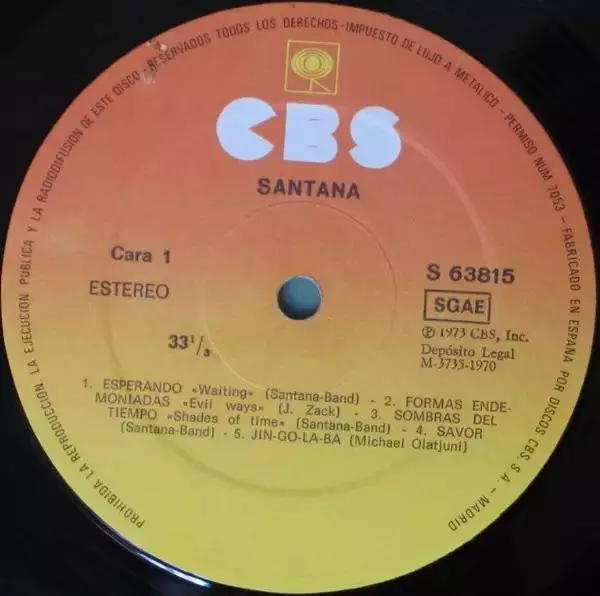 PROHIBIDA LA REPRODUCCION, LA EJECUCION PUBLICA Y LA RADIODIFUSION DE ESTE DISCO - RESERVADOS TODOS LOS DERECHOS - IMPUESTO DE LUJO A METALICO - PERMISO NUM 7053 - FABRICADO EN ESPAÑA POR DISCOS CBS, S.A. - MADRID
CBS
SANTANA
Cara 1
S 63815
ESTEREO
SGAE
℗ 1973 CBS, Inc.
33 1/3
Depósito Legal
M-3735-1970
1. ESPERANDO «Waiting» (Santana-Band) - 2. FORMAS ENDE-
MONIADAS «Evil ways» (J. Zack) - 3. SOMBRAS DEL
TIEMPO «Shades of time» (Santana-Band) - 4. SAVOR
(Santana-Band) - 5. JIN-GO-LA-BA (Michael Olatjuni)